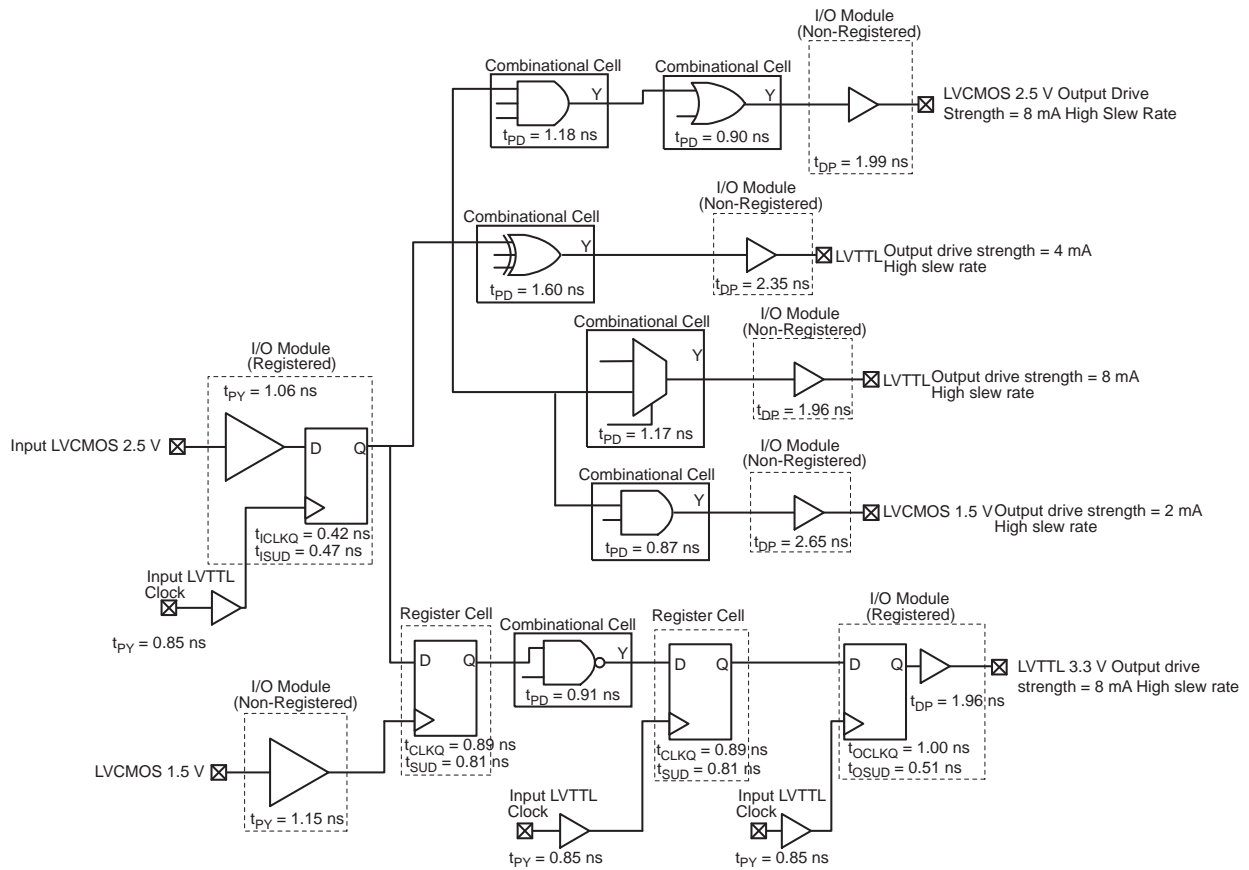 I/O Module
(Non-Registered)
Combinational Cell
Y
tPD = 1.18 ns
Combinational Cell
Y
tPD = 0.90 ns
tDP = 1.99 ns
LVCMOS 2.5 V Output Drive
Strength = 8 mA High Slew Rate
I/O Module
(Non-Registered)
Combinational Cell
Y
tPD = 1.60 ns
tDP = 2.35 ns
LVTTL Output drive strength = 4 mA
High slew rate
Combinational Cell
Y
tPD = 1.17 ns
I/O Module
(Non-Registered)
tDP = 1.96 ns
LVTTL Output drive strength = 8 mA
High slew rate
I/O Module
(Registered)
tPY = 1.06 ns
Input LVCMOS 2.5 V
D
Q
tICLKQ = 0.42 ns
tISUD = 0.47 ns
Input LVTTL
Clock
tPY = 0.85 ns
Combinational Cell
Y
tPD = 0.87 ns
I/O Module
(Non-Registered)
tDP = 2.65 ns
LVCMOS 1.5 V Output drive strength = 2 mA
High slew rate
I/O Module
(Non-Registered)
LVCMOS 1.5 V
tPY = 1.15 ns
Register Cell
D
Q
tCLKQ = 0.89 ns
tSUD = 0.81 ns
Combinational Cell
Y
tPD = 0.91 ns
Register Cell
D
Q
tCLKQ = 0.89 ns
tSUD = 0.81 ns
Input LVTTL
Clock
tPY = 0.85 ns
I/O Module
(Registered)
D
Q
tDP = 1.96 ns
tOCLKQ = 1.00 ns
tOSUD = 0.51 ns
Input LVTTL
Clock
tPY = 0.85 ns
LVTTL 3.3 V Output drive
strength = 8 mA High slew rate